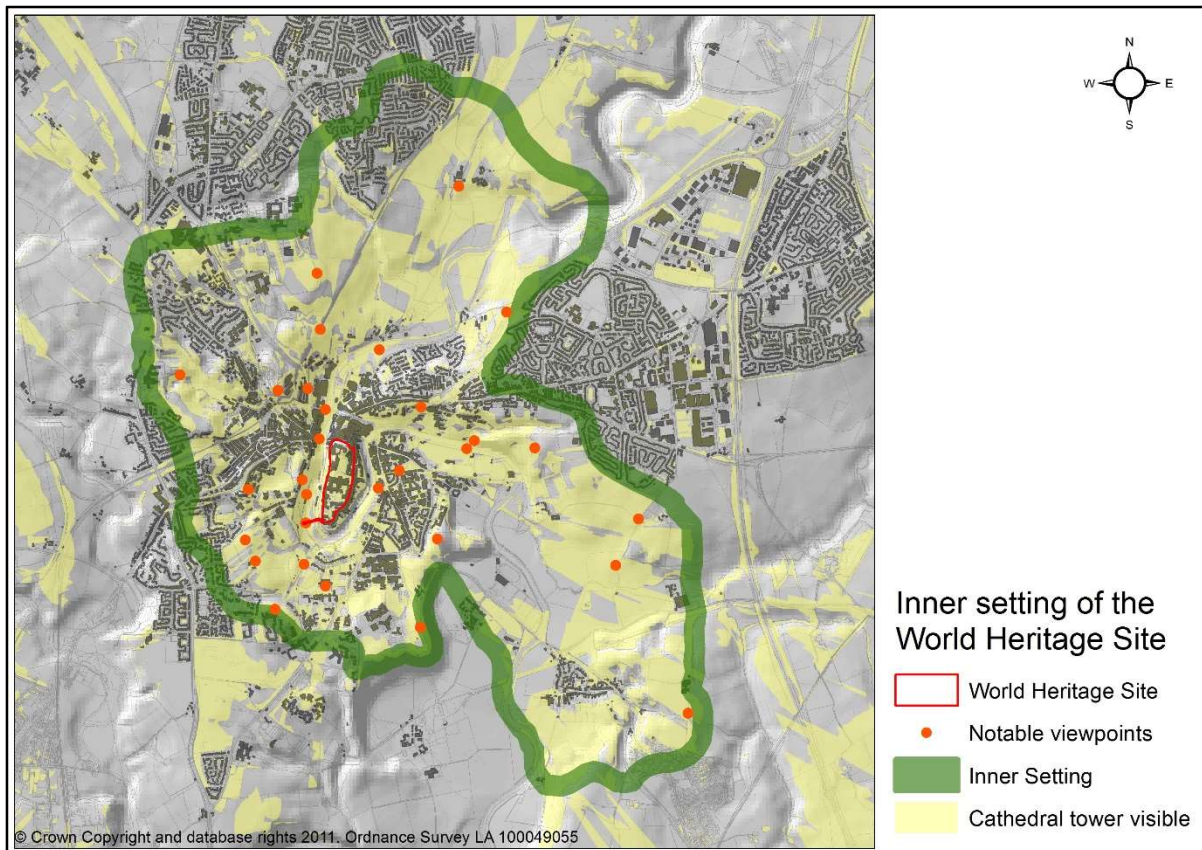 N
W E
S
Inner setting of the
World Heritage Site
World Heritage Site
Notable viewpoints
Inner Setting
Cathedral tower visible
© Crown Copyright and database rights 2011. Ordnance Survey LA 100049055